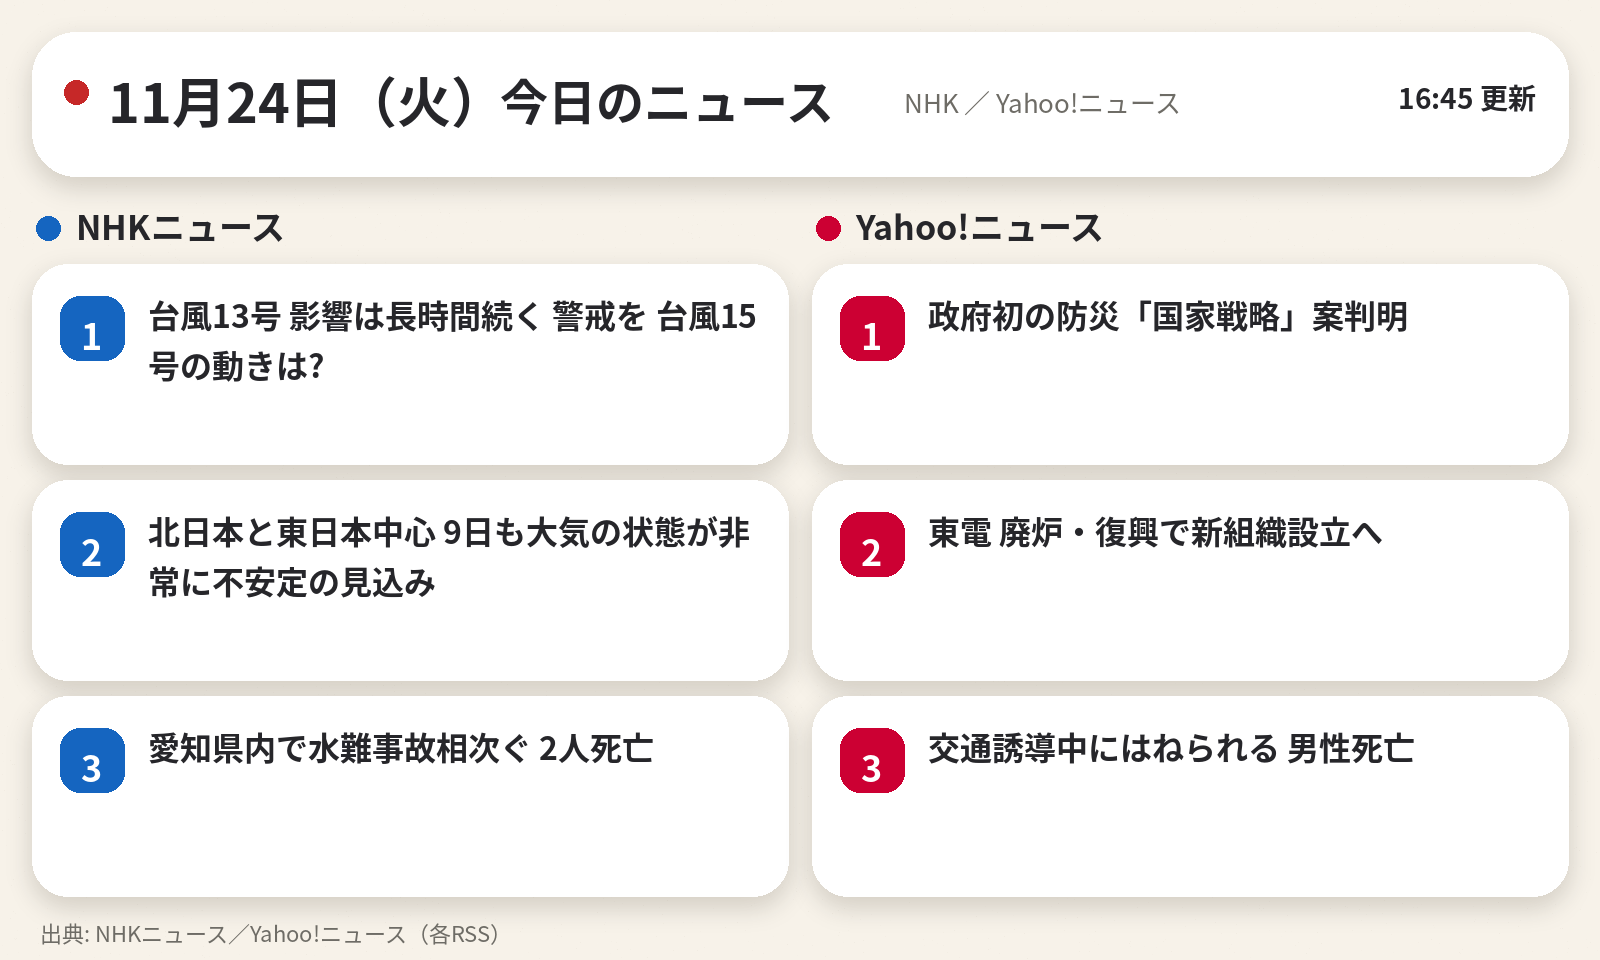 11月24日（火）今日のニュース
NHK ／ Yahoo!ニュース
16:45 更新
NHKニュース
1
台風13号 影響は長時間続く 警戒を 台風15
号の動きは?
2
北日本と東日本中心 9日も大気の状態が非
常に不安定の見込み
3
愛知県内で水難事故相次ぐ 2人死亡
Yahoo!ニュース
1
政府初の防災「国家戦略」案判明
2
東電 廃炉・復興で新組織設立へ
3
交通誘導中にはねられる 男性死亡
出典: NHKニュース／Yahoo!ニュース（各RSS）